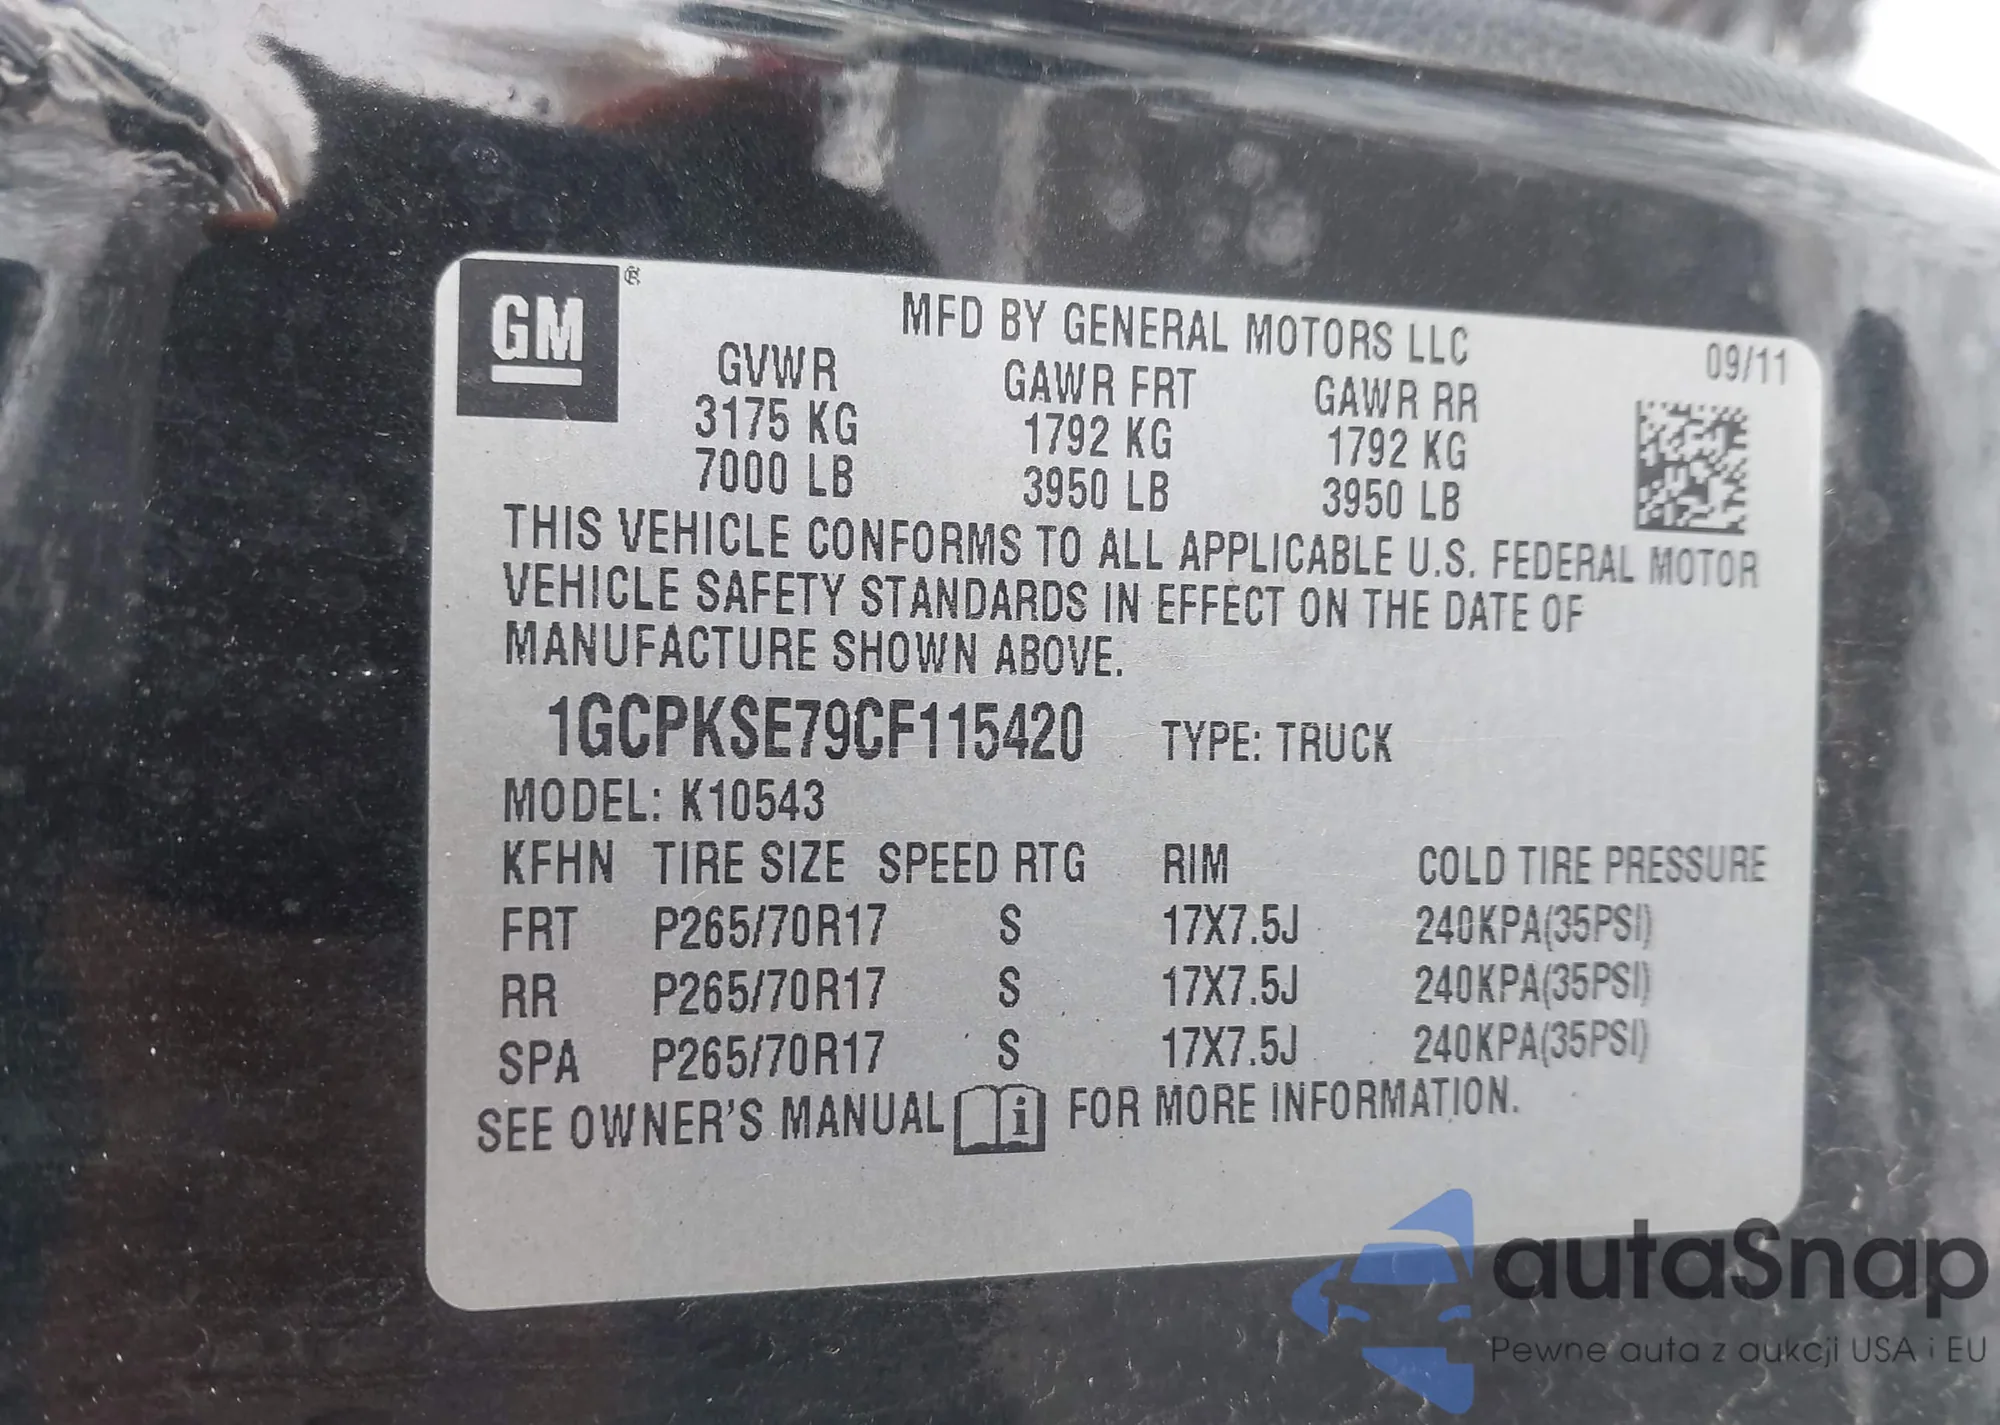 GM ®
MFD BY GENERAL MOTORS LLC
09/11
GVWR GAWR FRT GAWR RR
3175 KG 1792 KG 1792 KG
7000 LB 3950 LB 3950 LB
THIS VEHICLE CONFORMS TO ALL APPLICABLE U.S. FEDERAL MOTOR
VEHICLE SAFETY STANDARDS IN EFFECT ON THE DATE OF
MANUFACTURE SHOWN ABOVE.
1GCPKSE79CF115420 TYPE: TRUCK
MODEL: K10543
KFHN TIRE SIZE SPEED RTG RIM COLD TIRE PRESSURE
FRT P265/70R17 S 17X7.5J 240KPA(35PSI)
RR P265/70R17 S 17X7.5J 240KPA(35PSI)
SPA P265/70R17 S 17X7.5J 240KPA(35PSI)
SEE OWNER'S MANUAL i FOR MORE INFORMATION.
autaSnap
Pewne auta z aukcji USA i EU